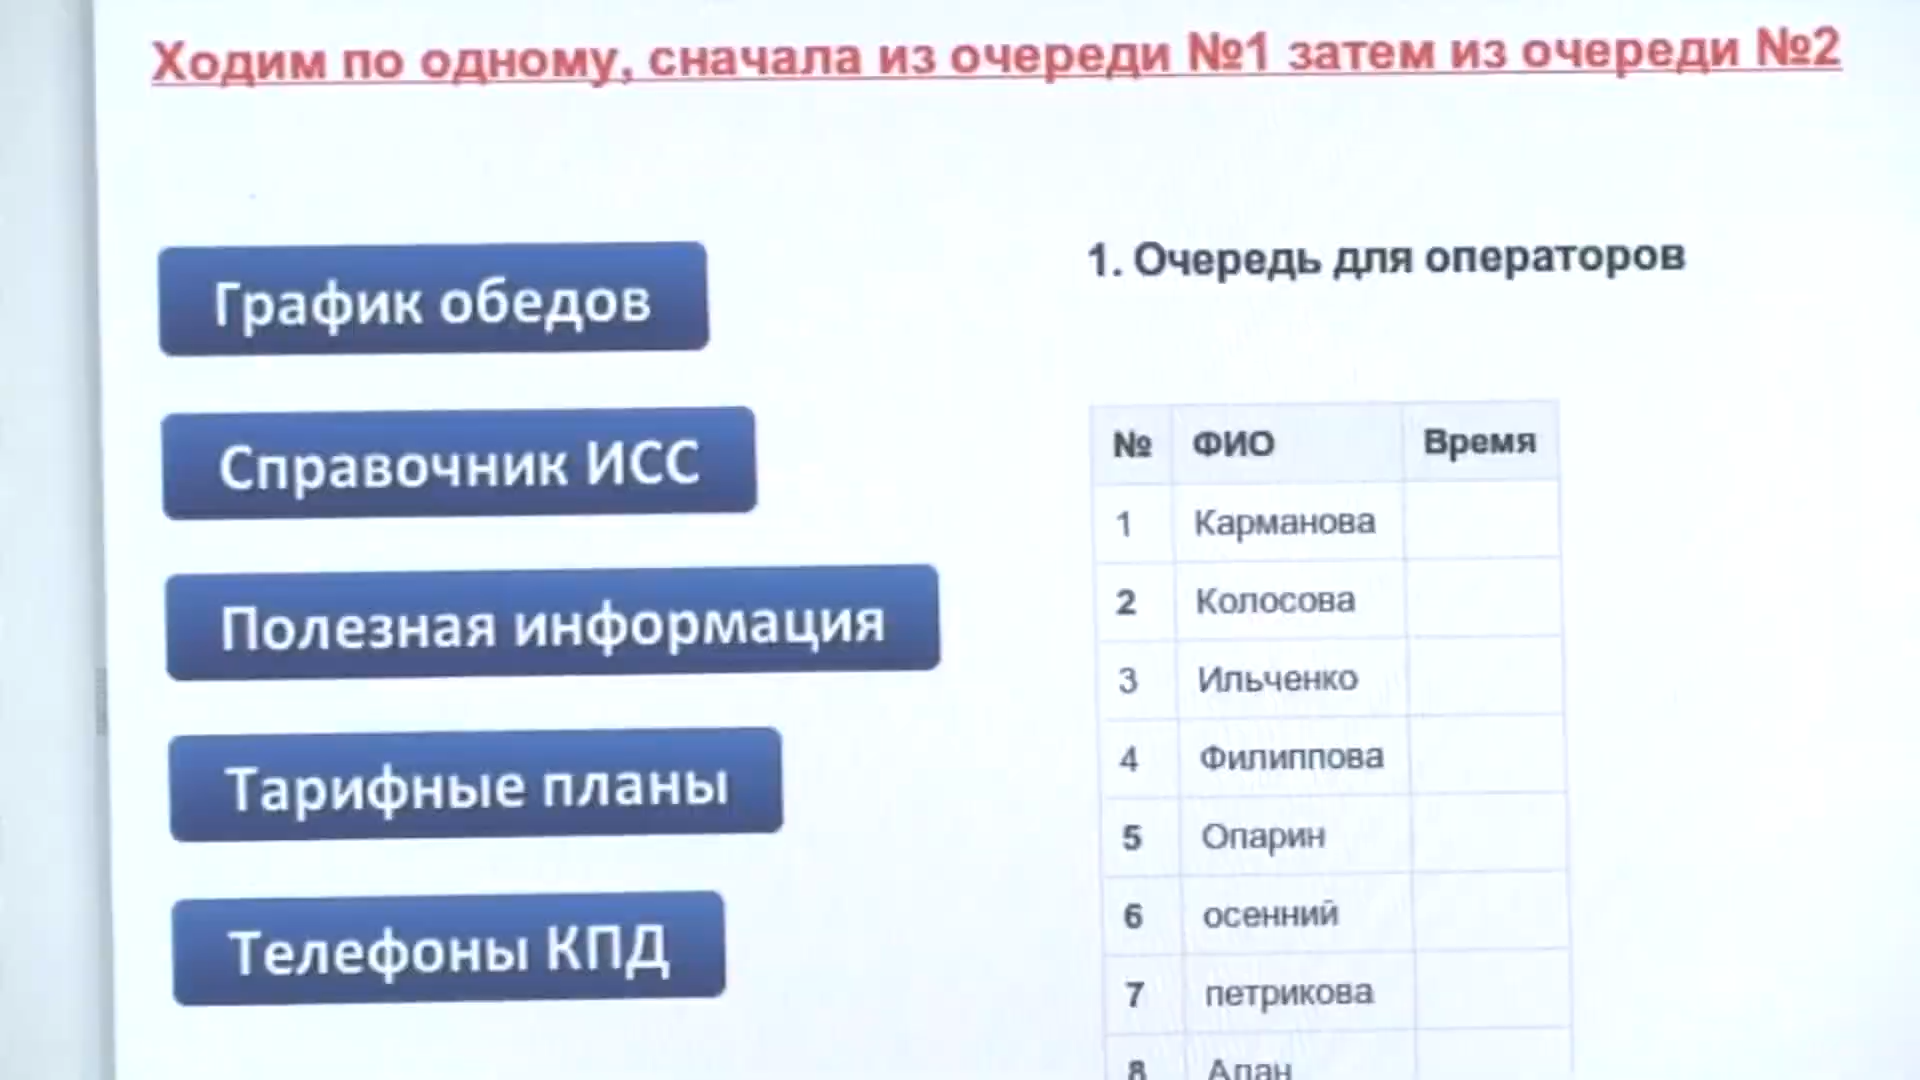 Ходим по одному, сначала из очереди №1 затем из очереди №2
График обедов
Справочник ИСС
Полезная информация
Тарифные планы
Телефоны КПД
1. Очередь для операторов
№ ФИО Время
1 Карманова
2 Колосова
3 Ильченко
4 Филиппова
5 Опарин
6 осенний
7 петрикова
8 Алан